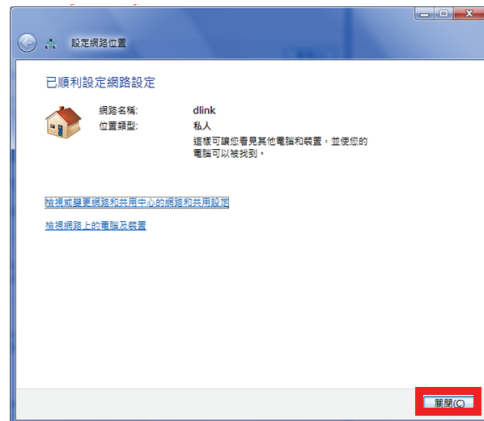 設定網路位置
已順利設定網路設定
網路名稱: dlink
位置類型: 私人
這樣可讓您看見其他電腦和裝置，並使您的
電腦可以被找到。
檢視或變更網路和共用中心的網路和共用設定
檢視網路上的電腦及裝置
關閉(C)